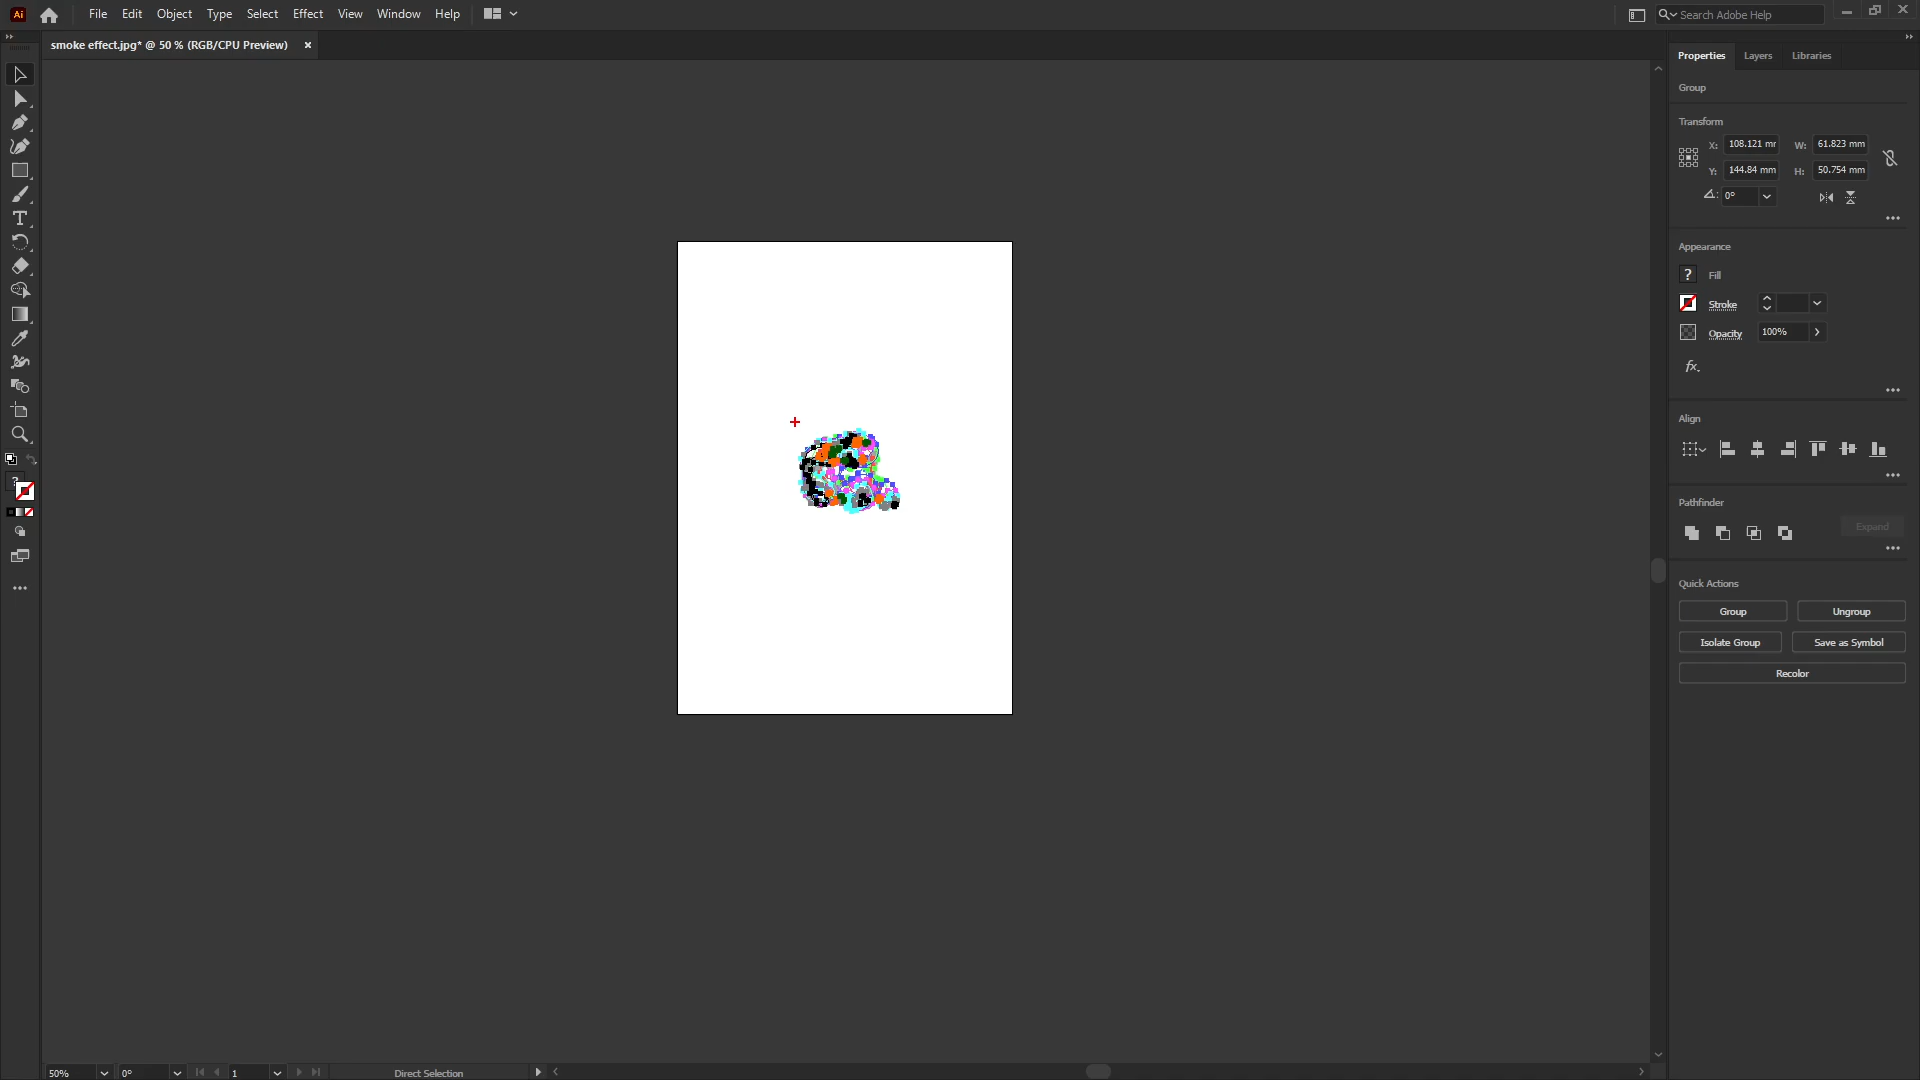 Ai File Edit Object Type Select Effect View Window Help Search Adobe Help
smoke effect.jpg* @ 50 % (RGB/CPU Preview) ×
Properties Layers Libraries
Group
Transform
X: 108.121 mr W: 61.823 mm
Y: 144.84 mm H: 50.754 mm
0°
Appearance
? Fill
Stroke
Opacity 100%
fx.
Align
Pathfinder
Expand
Quick Actions
Group Ungroup
Isolate Group Save as Symbol
Recolor
50% 0° 1 Direct Selection